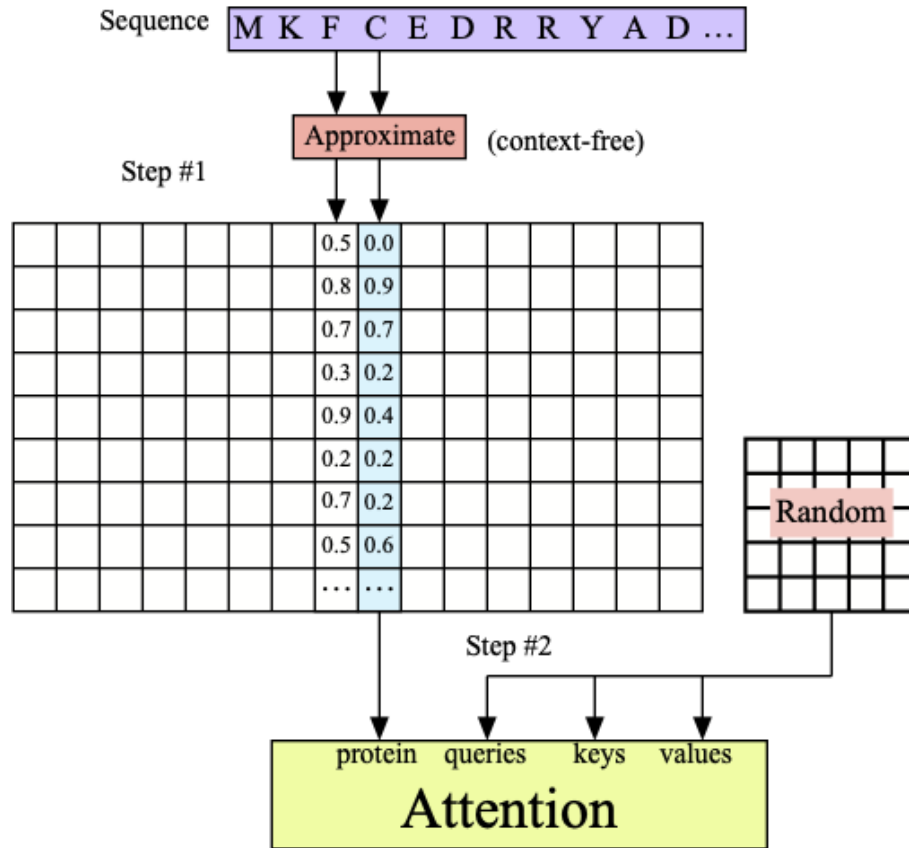 Sequence M K F C E D R R Y A D ...
Approximate (context-free)
Step #1
0.5 0.0
0.8 0.9
0.7 0.7
0.3 0.2
0.9 0.4
0.2 0.2
0.7 0.2
0.5 0.6
... ...
Random
Step #2
protein queries keys values
Attention